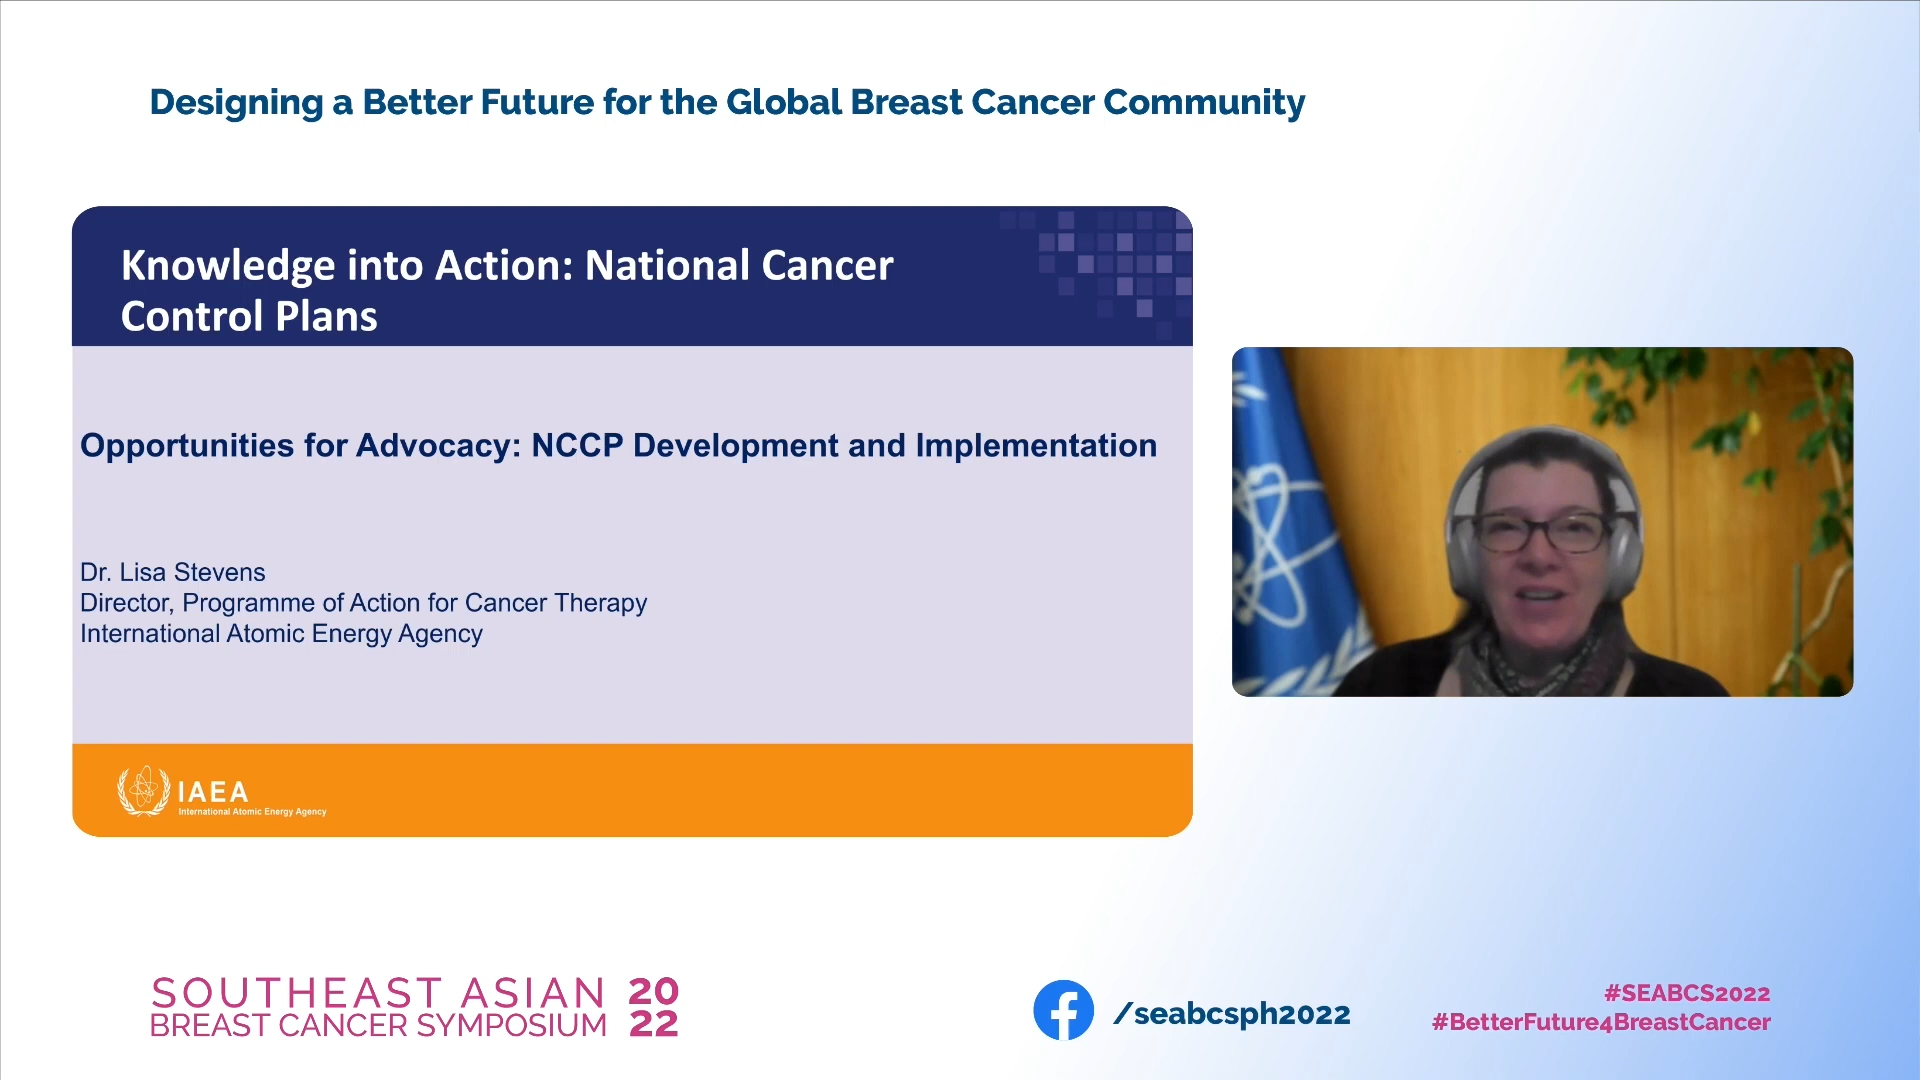 Designing a Better Future for the Global Breast Cancer Community
Knowledge into Action: National Cancer
Control Plans
Opportunities for Advocacy: NCCP Development and Implementation
Dr. Lisa Stevens
Director, Programme of Action for Cancer Therapy
International Atomic Energy Agency
IAEA
International Atomic Energy Agency
SOUTHEAST ASIAN 20
BREAST CANCER SYMPOSIUM 22
/seabcsph2022
#SEABCS2022
#BetterFuture4BreastCancer